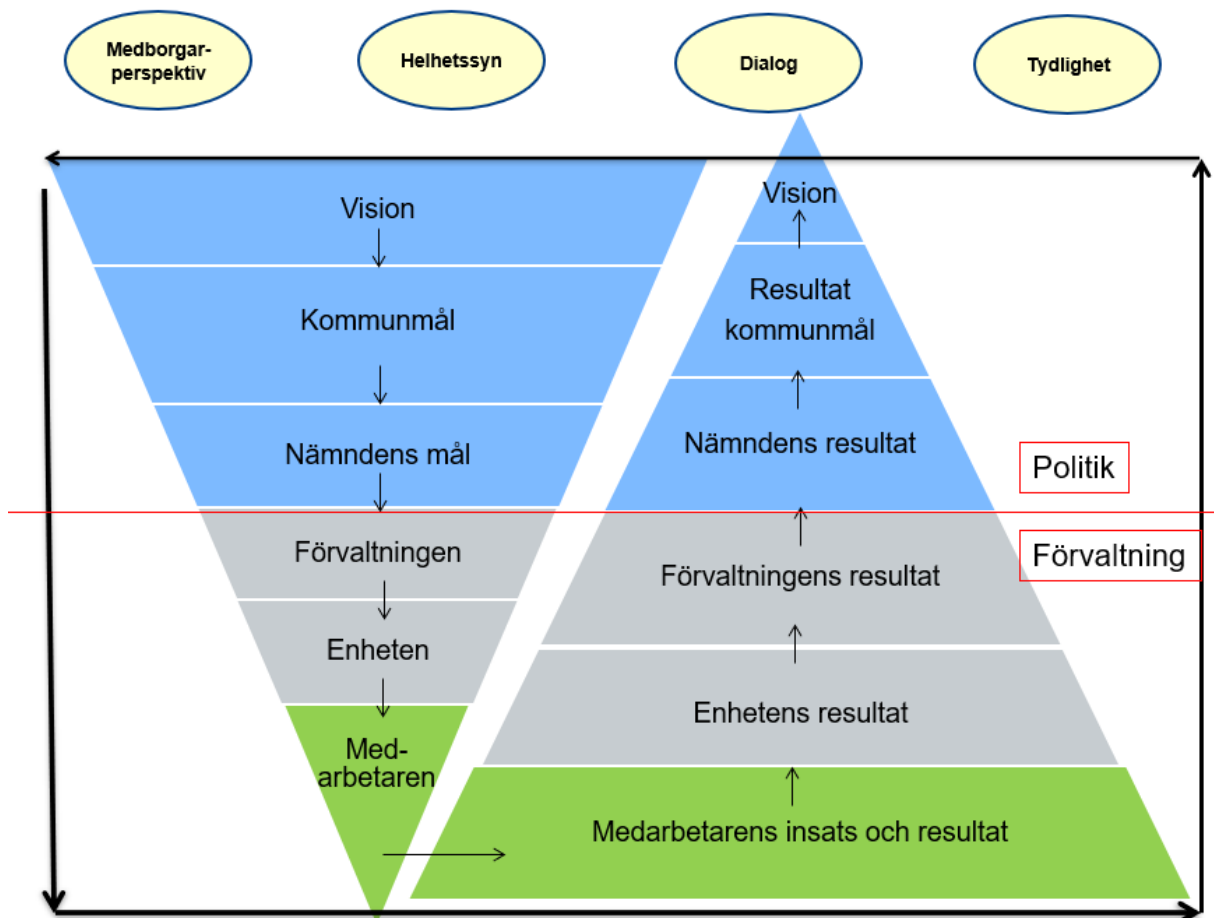 Medborgar-
perspektiv
Helhetssyn
Dialog
Tydlighet
Vision
Kommunmål
Nämndens mål
Förvaltningen
Enheten
Med-
arbetaren
Vision
Resultat
kommunmål
Nämndens resultat
Förvaltningens resultat
Enhetens resultat
Medarbetarens insats och resultat
Politik
Förvaltning